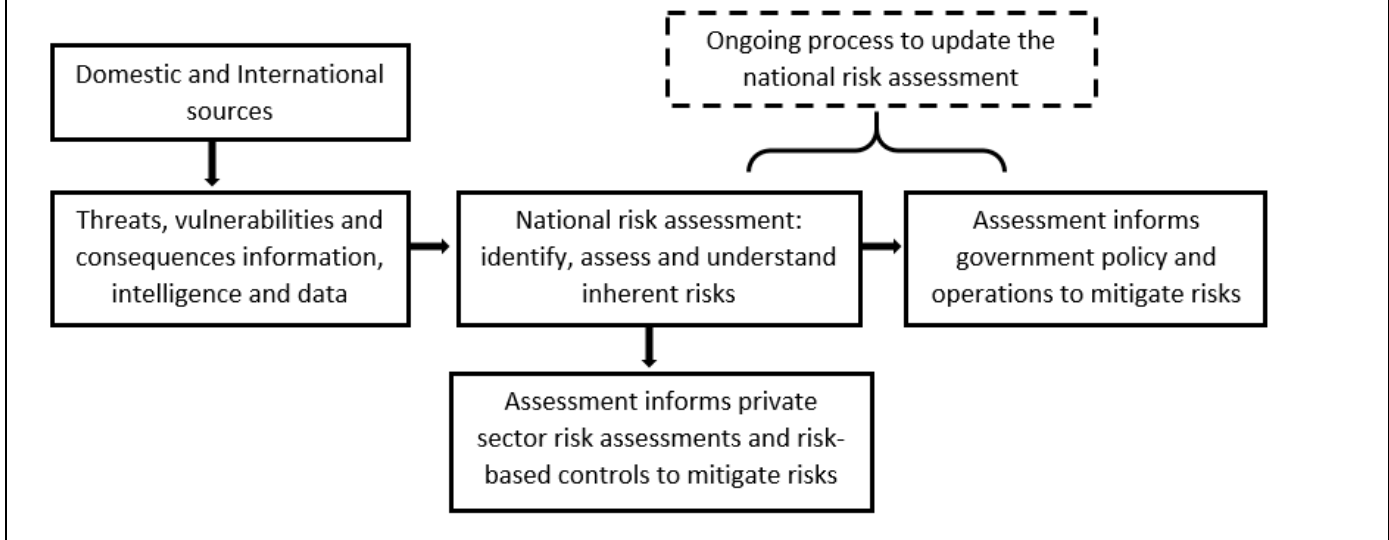 Ongoing process to update the
national risk assessment
Domestic and International
sources
Threats, vulnerabilities and
consequences information,
intelligence and data
National risk assessment:
identify, assess and understand
inherent risks
Assessment informs
government policy and
operations to mitigate risks
Assessment informs private
sector risk assessments and risk-
based controls to mitigate risks